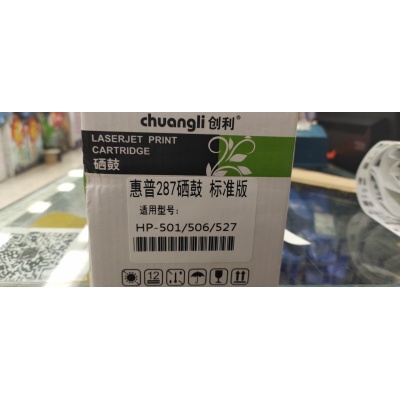 chuangli 创利®
LASERJET PRINT
CARTRIDGE
硒鼓
惠普287硒鼓 标准版
适用型号:
HP-501/506/527
12